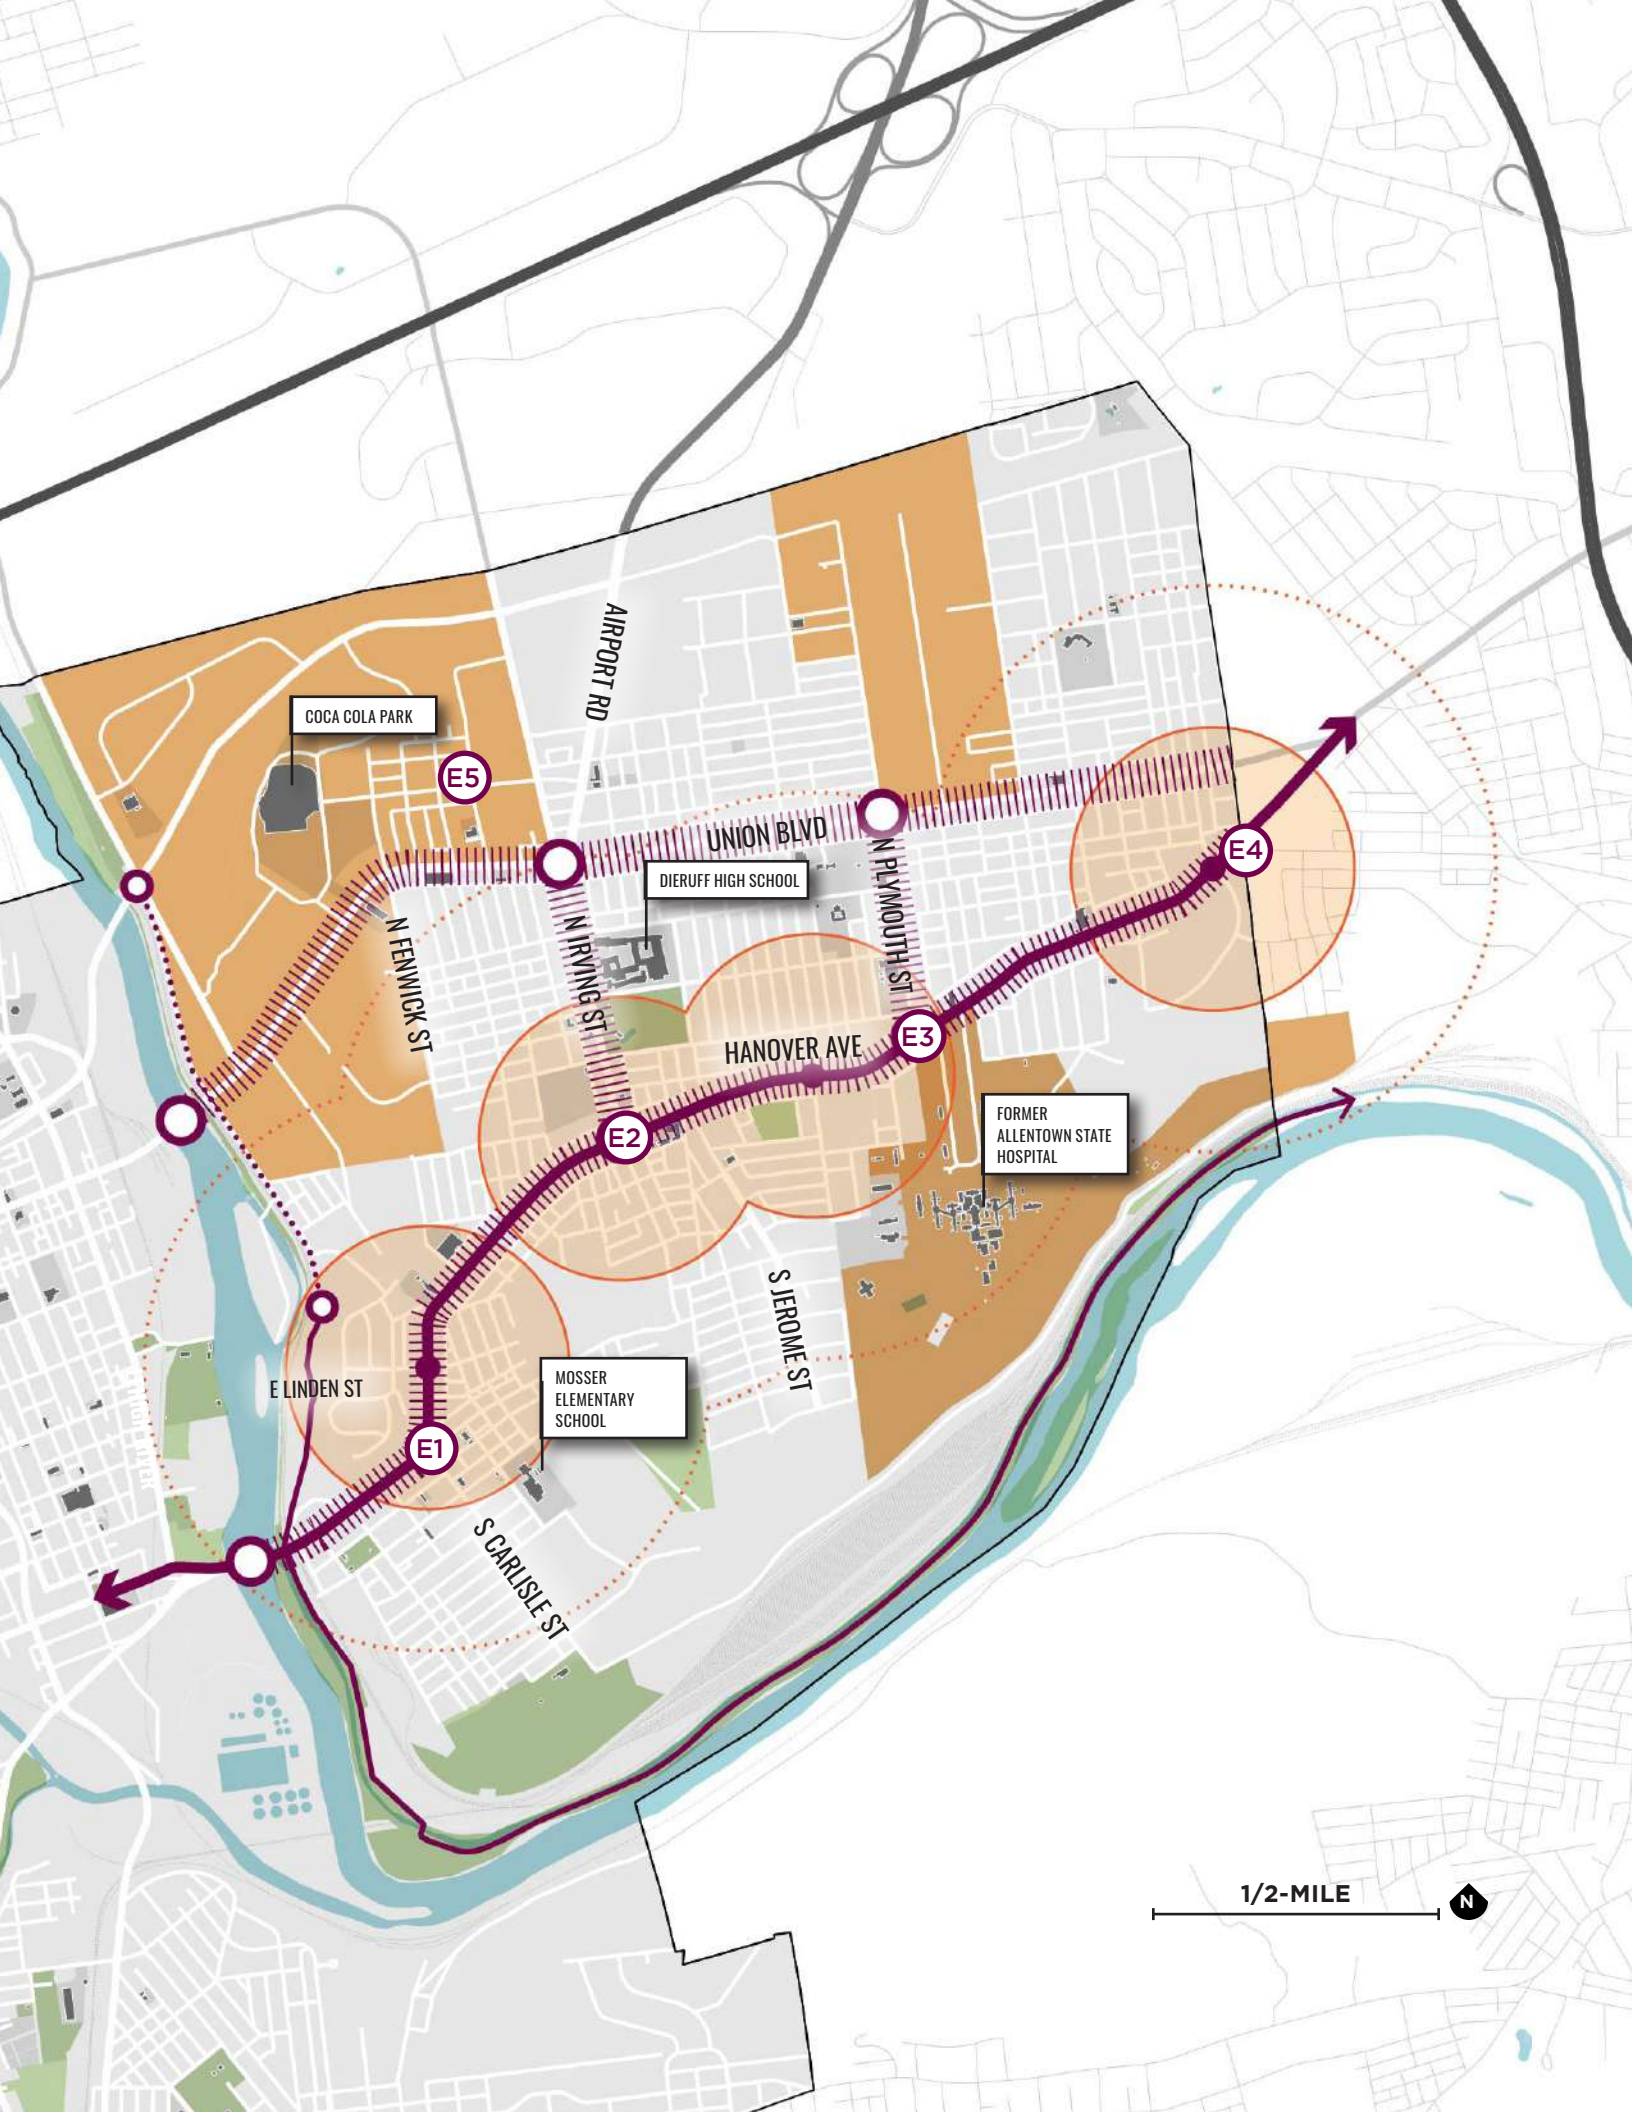 AIRPORT RD
COCA COLA PARK
E5
UNION BLVD
DIERUFF HIGH SCHOOL
N PLYMOUTH ST
E4
N FENWICK ST
N IRVING ST
HANOVER AVE
E3
E2
FORMER
ALLENTOWN STATE
HOSPITAL
S JEROME ST
E LINDEN ST
MOSSER
ELEMENTARY
SCHOOL
E1
S CARLISLE ST
1/2-MILE
N